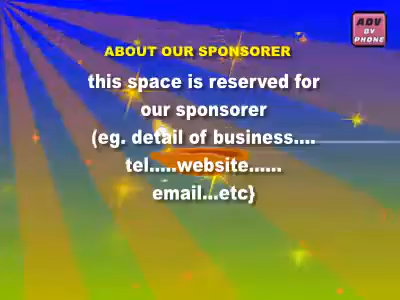 ADV
BY
PHONE
ABOUT OUR SPONSORER
this space is reserved for
our sponsorer
(eg. detail of business....
tel.....website......
email...etc}